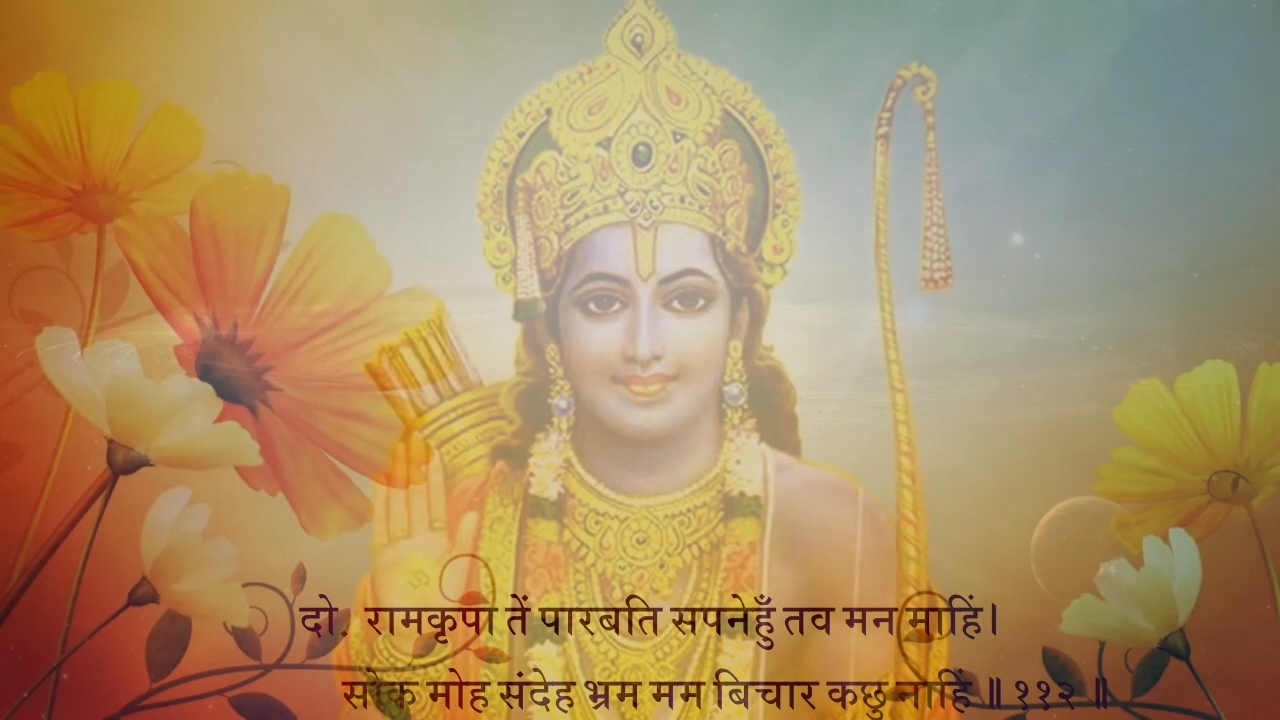 दो. रामकृपा तें पारबति सपनेहुँ तव मन माहिं।
सोक मोह संदेह भ्रम मम बिचार कछु नाहिं ॥ ११२ ॥